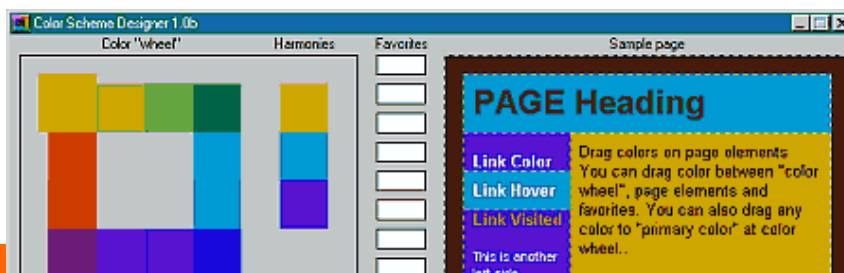 Color Scheme Designer 1.0b
Color "wheel" Harmonies Favorites Sample page
PAGE Heading
Link Color
Link Hover
Link Visited
This is another
left side
Drag colors on page elements
You can drag color between "color
wheel", page elements and
favorites. You can also drag any
color to "primary color" at color
wheel..